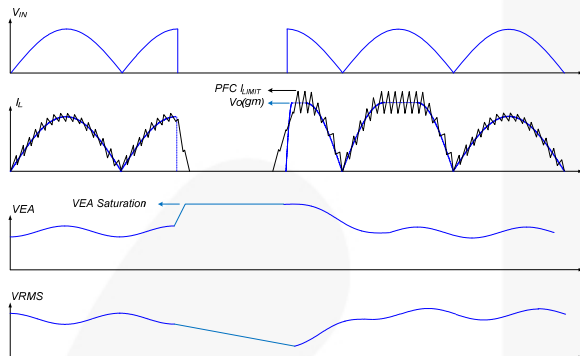 VIN
PFC ILIMIT
IL
Vo(gm)
VEA Saturation
VEA
VRMS